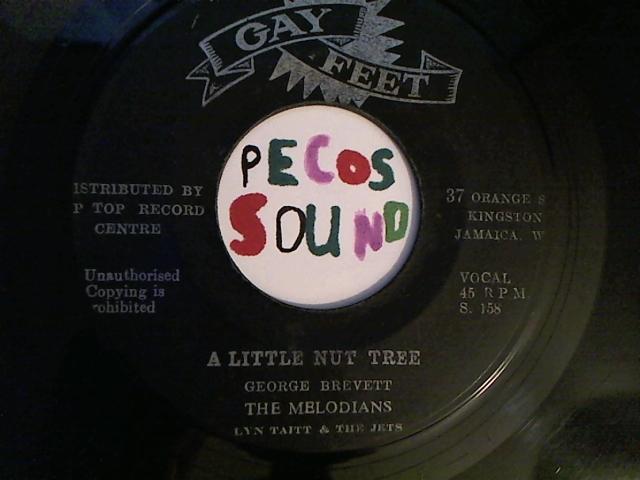 GAY
FEET
PECOS
SOUND
ISTRIBUTED BY
P TOP RECORD
CENTRE
Unauthorised
Copying is
rohibited
37 ORANGE S
KINGSTON
JAMAICA, W
VOCAL
45 R P M
S. 158
A LITTLE NUT TREE
GEORGE BREVETT
THE MELODIANS
LYN TAITT & THE JETS